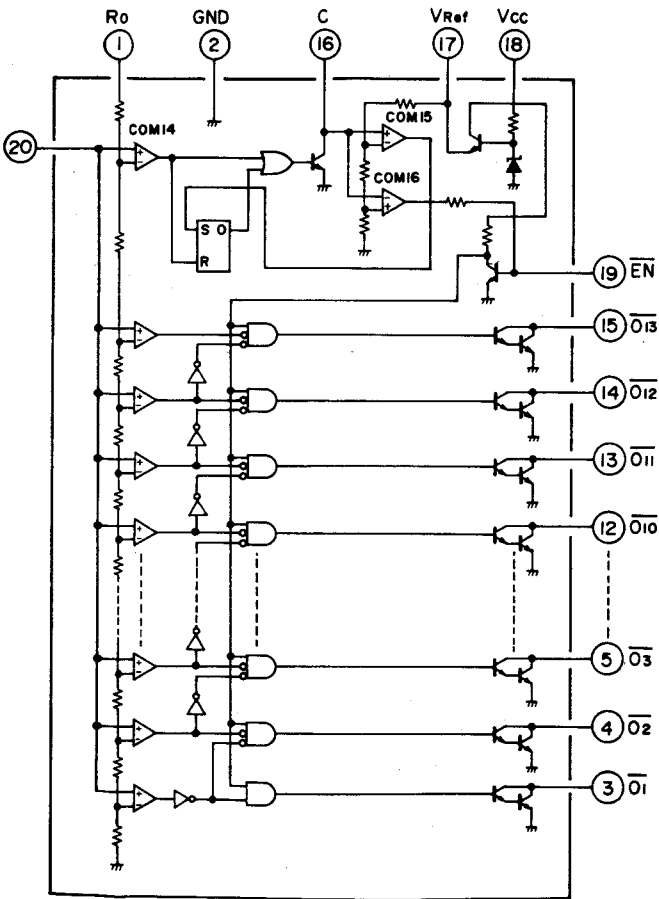 Ro GND C VRef Vcc
1 2 16 17 18
COM14 COM15
20
COM16
S O
R
19 EN
15 O13
14 O12
13 O11
12 O10
5 O3
4 O2
3 O1
+ −